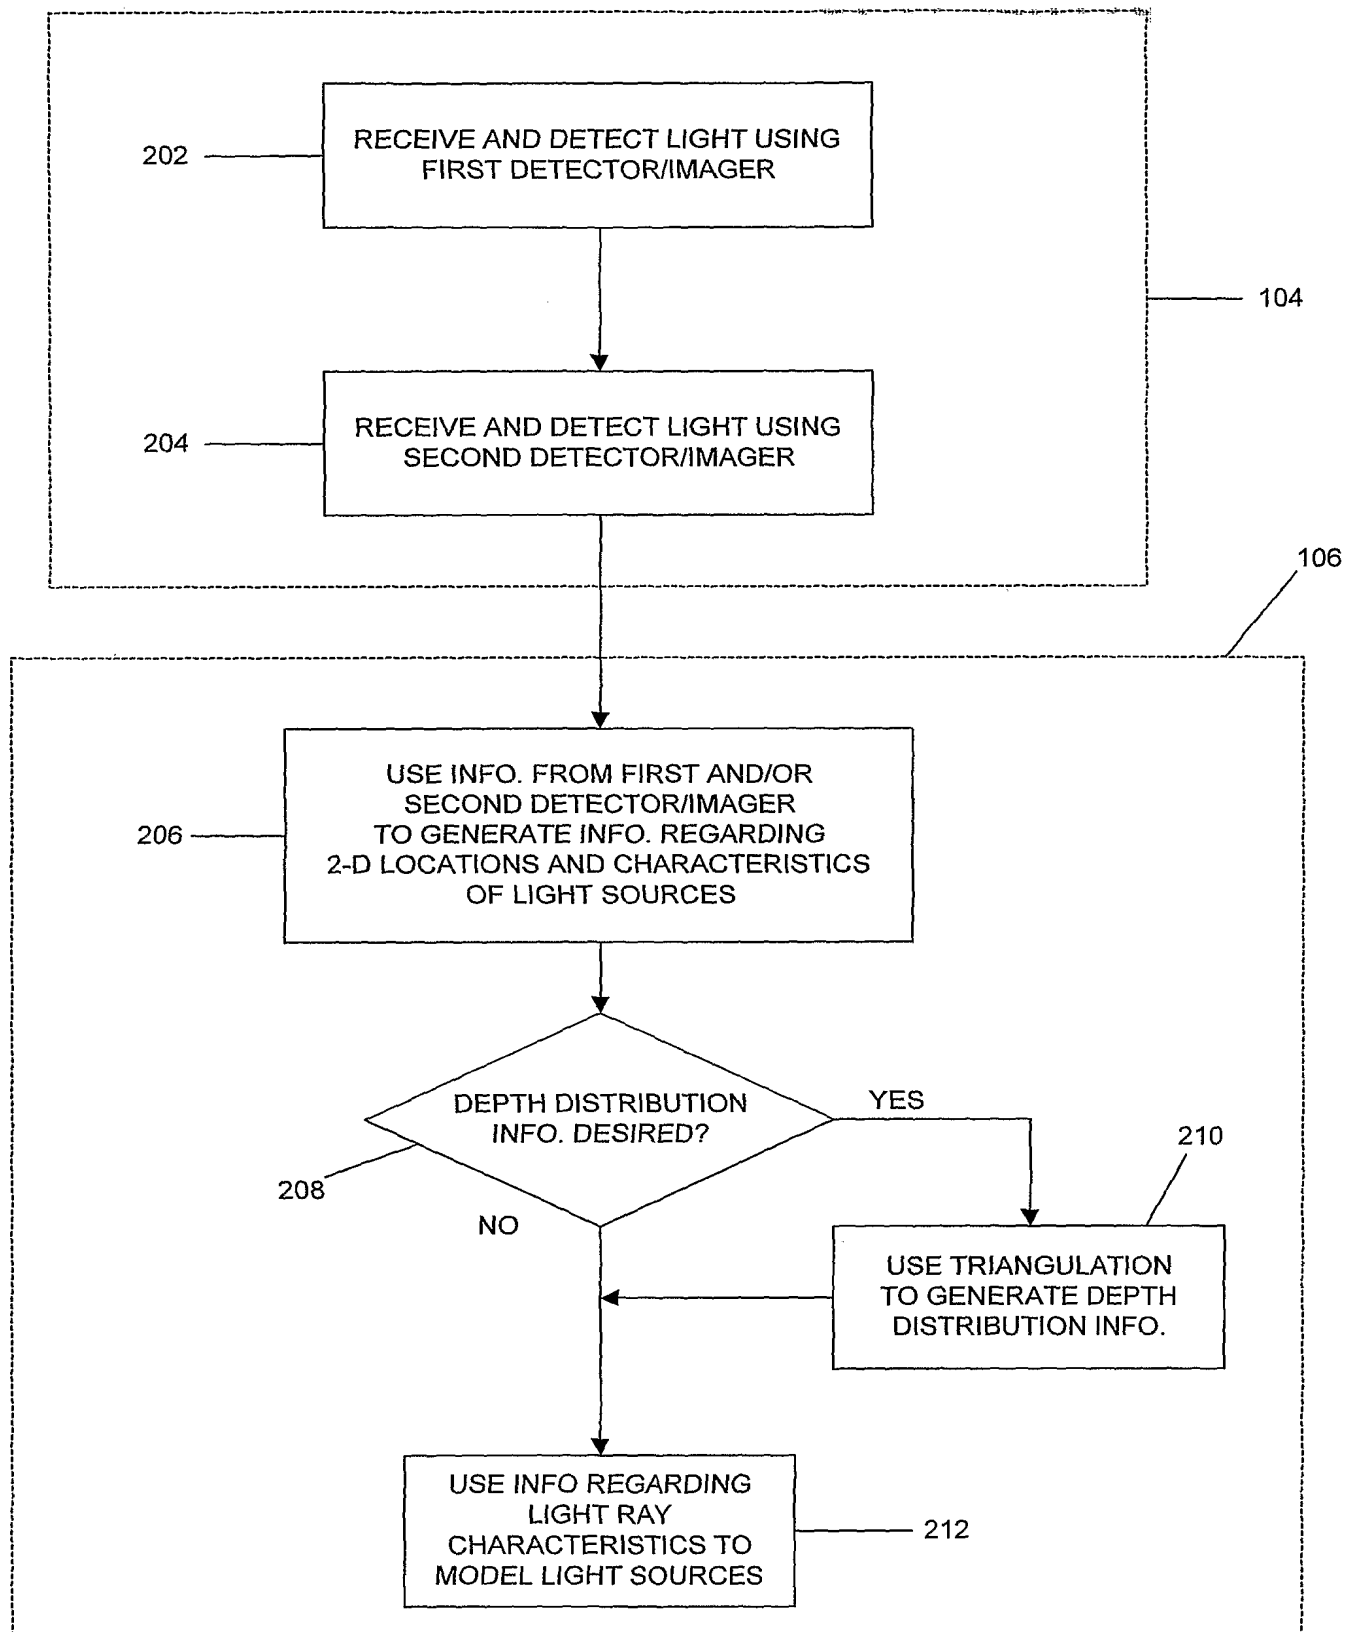 202
RECEIVE AND DETECT LIGHT USING
FIRST DETECTOR/IMAGER
104
204
RECEIVE AND DETECT LIGHT USING
SECOND DETECTOR/IMAGER
106
206
USE INFO. FROM FIRST AND/OR
SECOND DETECTOR/IMAGER
TO GENERATE INFO. REGARDING
2-D LOCATIONS AND CHARACTERISTICS
OF LIGHT SOURCES
DEPTH DISTRIBUTION
INFO. DESIRED?
YES
208
NO
210
USE TRIANGULATION
TO GENERATE DEPTH
DISTRIBUTION INFO.
USE INFO REGARDING
LIGHT RAY
CHARACTERISTICS TO
MODEL LIGHT SOURCES
212